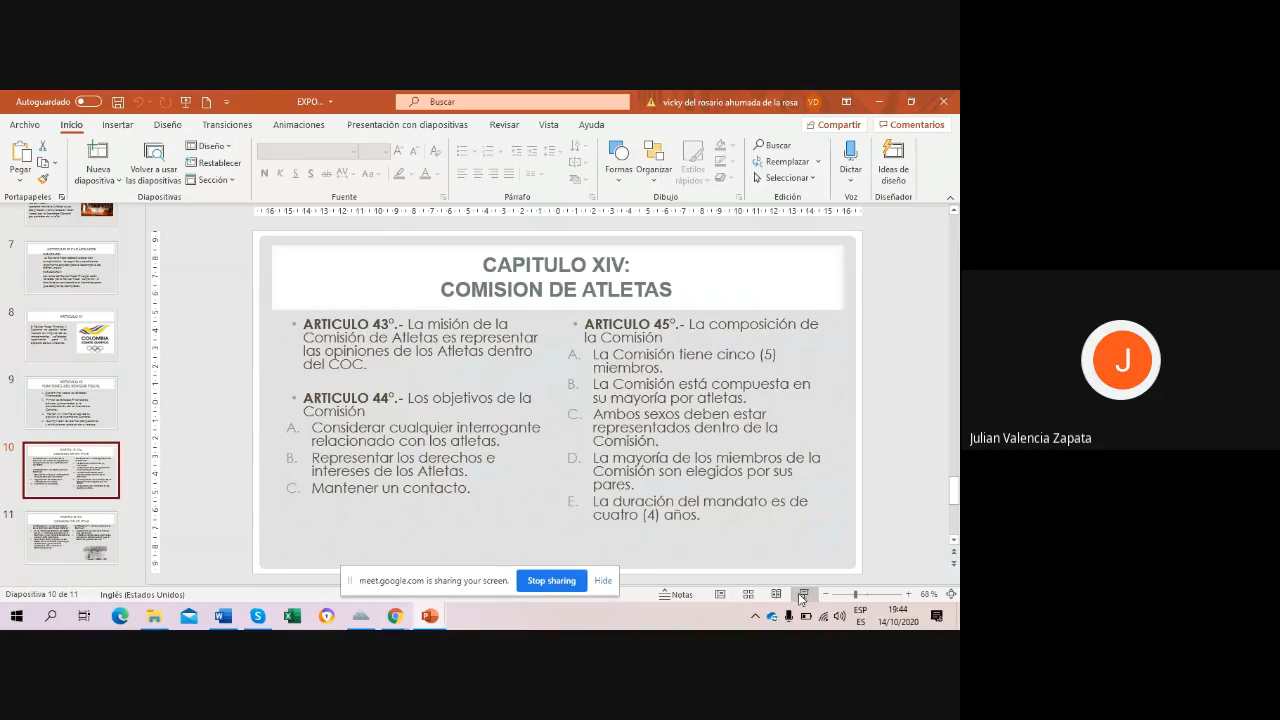 Autoguardado
EXPO...
Buscar
vicky del rosario ahumada de la rosa
VD
Archivo
Inicio
Insertar
Diseño
Transiciones
Animaciones
Presentación con diapositivas
Revisar
Vista
Ayuda
Compartir
Comentarios
Pegar
Nueva
diapositiva
Volver a usar
las diapositivas
Diseño
Restablecer
Sección
Formas
Organizar
Estilos
rápidos
Buscar
Reemplazar
Seleccionar
Dictar
Ideas de
diseño
Portapapeles
Diapositivas
Fuente
Párrafo
Dibujo
Edición
Voz
Diseñador
7
8
COLOMBIA
9
10
11
CAPITULO XIV:
COMISION DE ATLETAS
ARTICULO 43°.- La misión de la
Comisión de Atletas es representar
las opiniones de los Atletas dentro
del COC.
ARTICULO 44°.- Los objetivos de la
Comisión
A. Considerar cualquier interrogante
relacionado con los atletas.
B. Representar los derechos e
intereses de los Atletas.
C. Mantener un contacto.
ARTICULO 45°.- La composición de
la Comisión
A. La Comisión tiene cinco (5)
miembros.
B. La Comisión está compuesta en
su mayoría por atletas.
C. Ambos sexos deben estar
representados dentro de la
Comisión.
D. La mayoría de los miembros de la
Comisión son elegidos por sus
pares.
E. La duración del mandato es de
cuatro (4) años.
meet.google.com is sharing your screen.
Stop sharing
Hide
Diapositiva 10 de 11
Inglés (Estados Unidos)
Notas
68 %
ESP
ES
19:44
14/10/2020
J
Julian Valencia Zapata